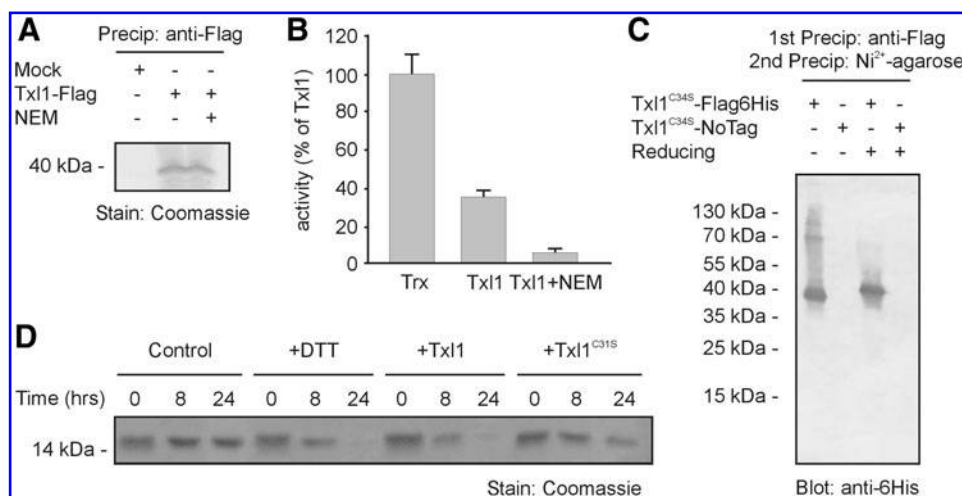 A
Precip: anti-Flag
Mock + - -
Txl1-Flag - + +
NEM - - +
40 kDa -
Stain: Coomassie
B
activity (% of Txl1)
120
100
80
60
40
20
0
Trx Txl1 Txl1+NEM
C
1st Precip: anti-Flag
2nd Precip: Ni²⁺-agarose
Txl1ᶜ³⁴ˢ-Flag6His + - + -
Txl1ᶜ³⁴ˢ-NoTag - + - +
Reducing - - + +
130 kDa -
70 kDa -
55 kDa -
40 kDa -
35 kDa -
25 kDa -
15 kDa -
Blot: anti-6His
D
Control +DTT +Txl1 +Txl1ᶜ³¹ˢ
Time (hrs) 0 8 24 0 8 24 0 8 24 0 8 24
14 kDa -
Stain: Coomassie